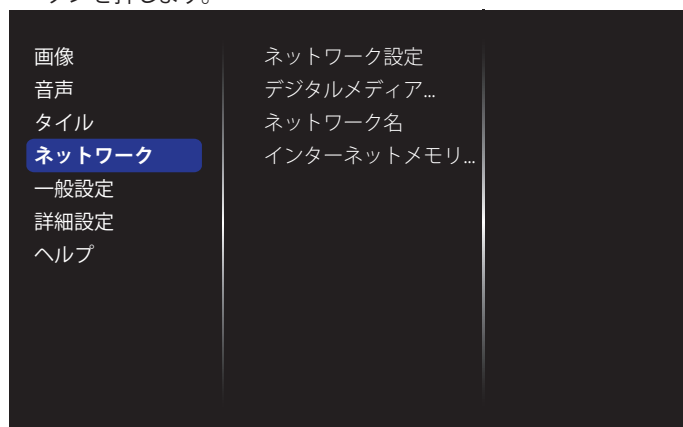 画像
音声
タイル
ネットワーク
一般設定
詳細設定
ヘルプ
ネットワーク設定
デジタルメディア...
ネットワーク名
インターネットメモリ...